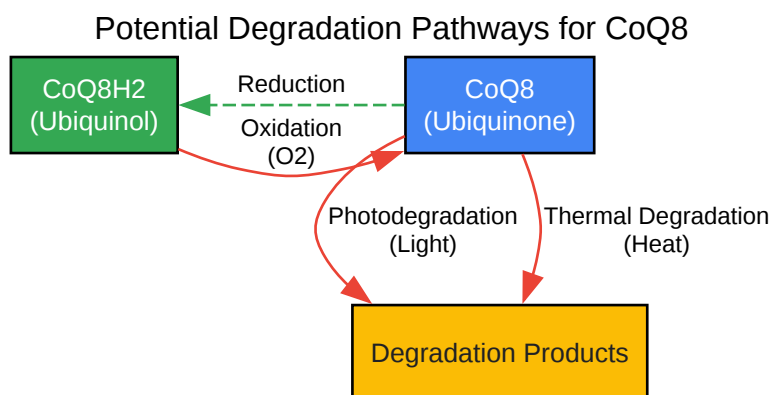 Potential Degradation Pathways for CoQ8
CoQ8H2
(Ubiquinol)
Reduction
Oxidation
(O2)
CoQ8
(Ubiquinone)
Photodegradation
(Light)
Thermal Degradation
(Heat)
Degradation Products